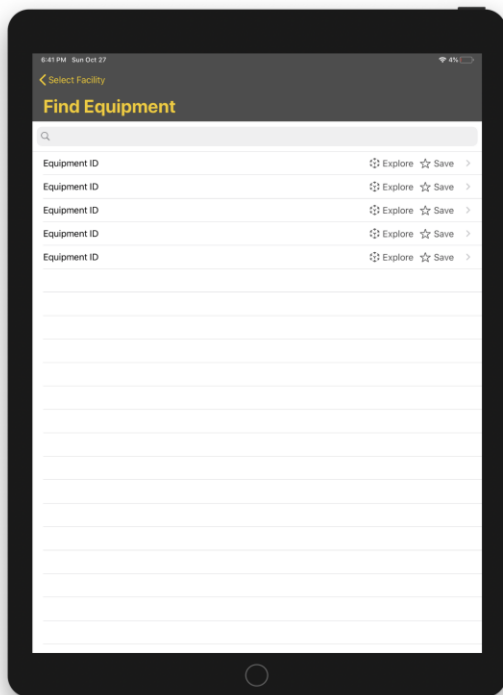 6:41 PM Sun Oct 27 4%
Select Facility
Find Equipment
Equipment ID Explore Save
Equipment ID Explore Save
Equipment ID Explore Save
Equipment ID Explore Save
Equipment ID Explore Save